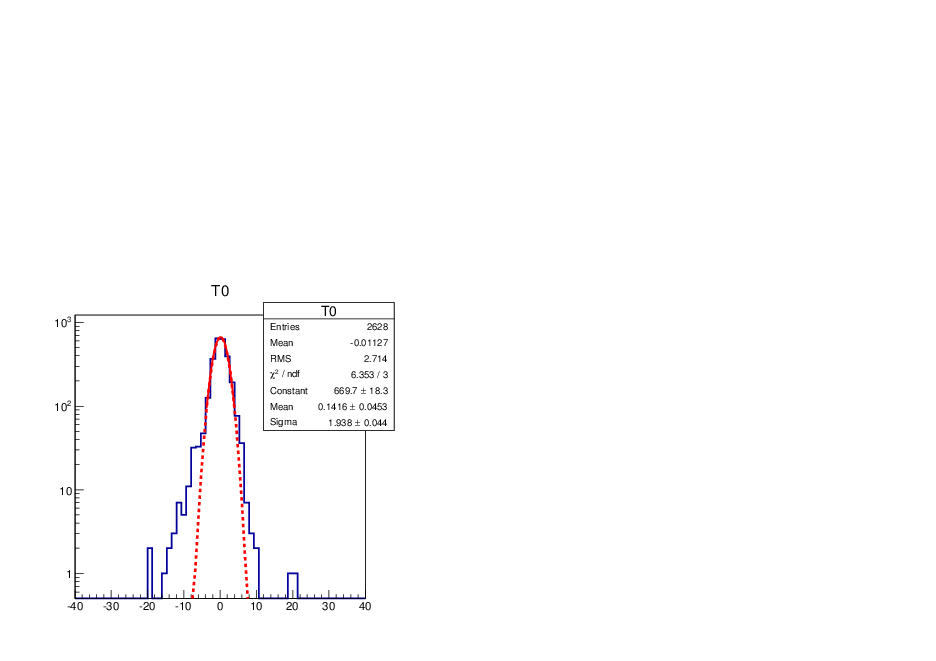 T0
T0
Entries 2628
Mean -0.01127
RMS 2.714
χ² / ndf 6.353 / 3
Constant 669.7 ± 18.3
Mean 0.1416 ± 0.0453
Sigma 1.938 ± 0.044
10³
10²
10
1
-40 -30 -20 -10 0 10 20 30 40